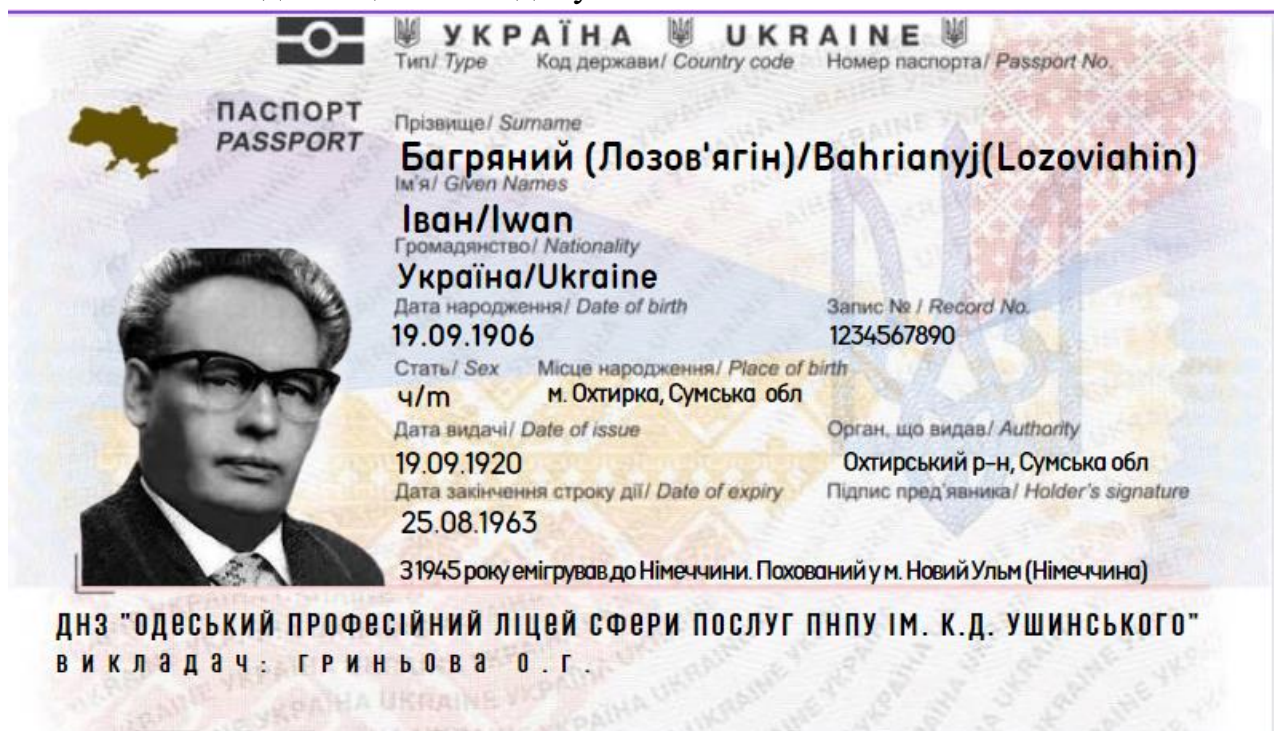 УКРАЇНА UKRAINE
Тип/ Type Код держави/ Country code Номер паспорта/ Passport No.
ПАСПОРТ
PASSPORT
Прізвище/ Surname
Багряний (Лозов'ягін)/Bahrianyj(Lozoviahin)
Ім'я/ Given Names
Іван/Iwan
Громадянство/ Nationality
Україна/Ukraine
Дата народження/ Date of birth Запис № / Record No.
19.09.1906 1234567890
Стать/ Sex Місце народження/ Place of birth
ч/m м. Охтирка, Сумська обл
Дата видачі/ Date of issue Орган, що видав/ Authority
19.09.1920 Охтирський р-н, Сумська обл
Дата закінчення строку дії/ Date of expiry Підпис пред'явника/ Holder's signature
25.08.1963
З1945 року емігрував до Німеччини. Похований у м. Новий Ульм (Німеччина)
ДНЗ "ОДЕСЬКИЙ ПРОФЕСІЙНИЙ ЛІЦЕЙ СФЕРИ ПОСЛУГ ПНПУ ІМ. К.Д. УШИНСЬКОГО"
викладач: гриньова о.г.